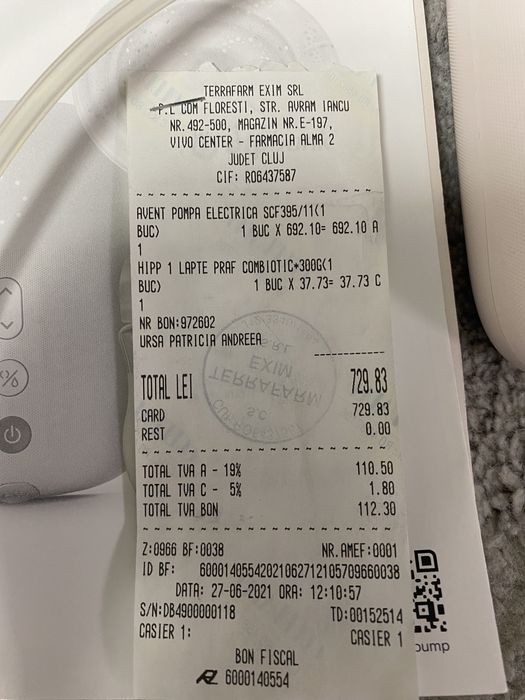 TERRAFARM EXIM SRL
P.L COM FLORESTI, STR. AVRAM IANCU
NR.492-500, MAGAZIN NR.E-197,
VIVO CENTER - FARMACIA ALMA 2
JUDET CLUJ
CIF: RO6437587
AVENT POMPA ELECTRICA SCF395/11(1
BUC) 1 BUC X 692.10= 692.10 A
1
HIPP 1 LAPTE PRAF COMBIOTIC*300G(1
BUC) 1 BUC X 37.73= 37.73 C
1
NR BON:972602
URSA PATRICIA ANDREEA
TOTAL LEI 729.83
CARD 729.83
REST 0.00
TOTAL TVA A - 19% 110.50
TOTAL TVA C - 5% 1.80
TOTAL TVA BON 112.30
Z:0966 BF:0038 NR.AMEF:0001
ID BF: 60001405542021062712105709660038
DATA: 27-06-2021 ORA: 12:10:57
S/N:DB4900000118 TD:00152514
CASIER 1: CASIER 1
BON FISCAL
6000140554
S.C.
TERRAFARM
EXIM
SRL
pump